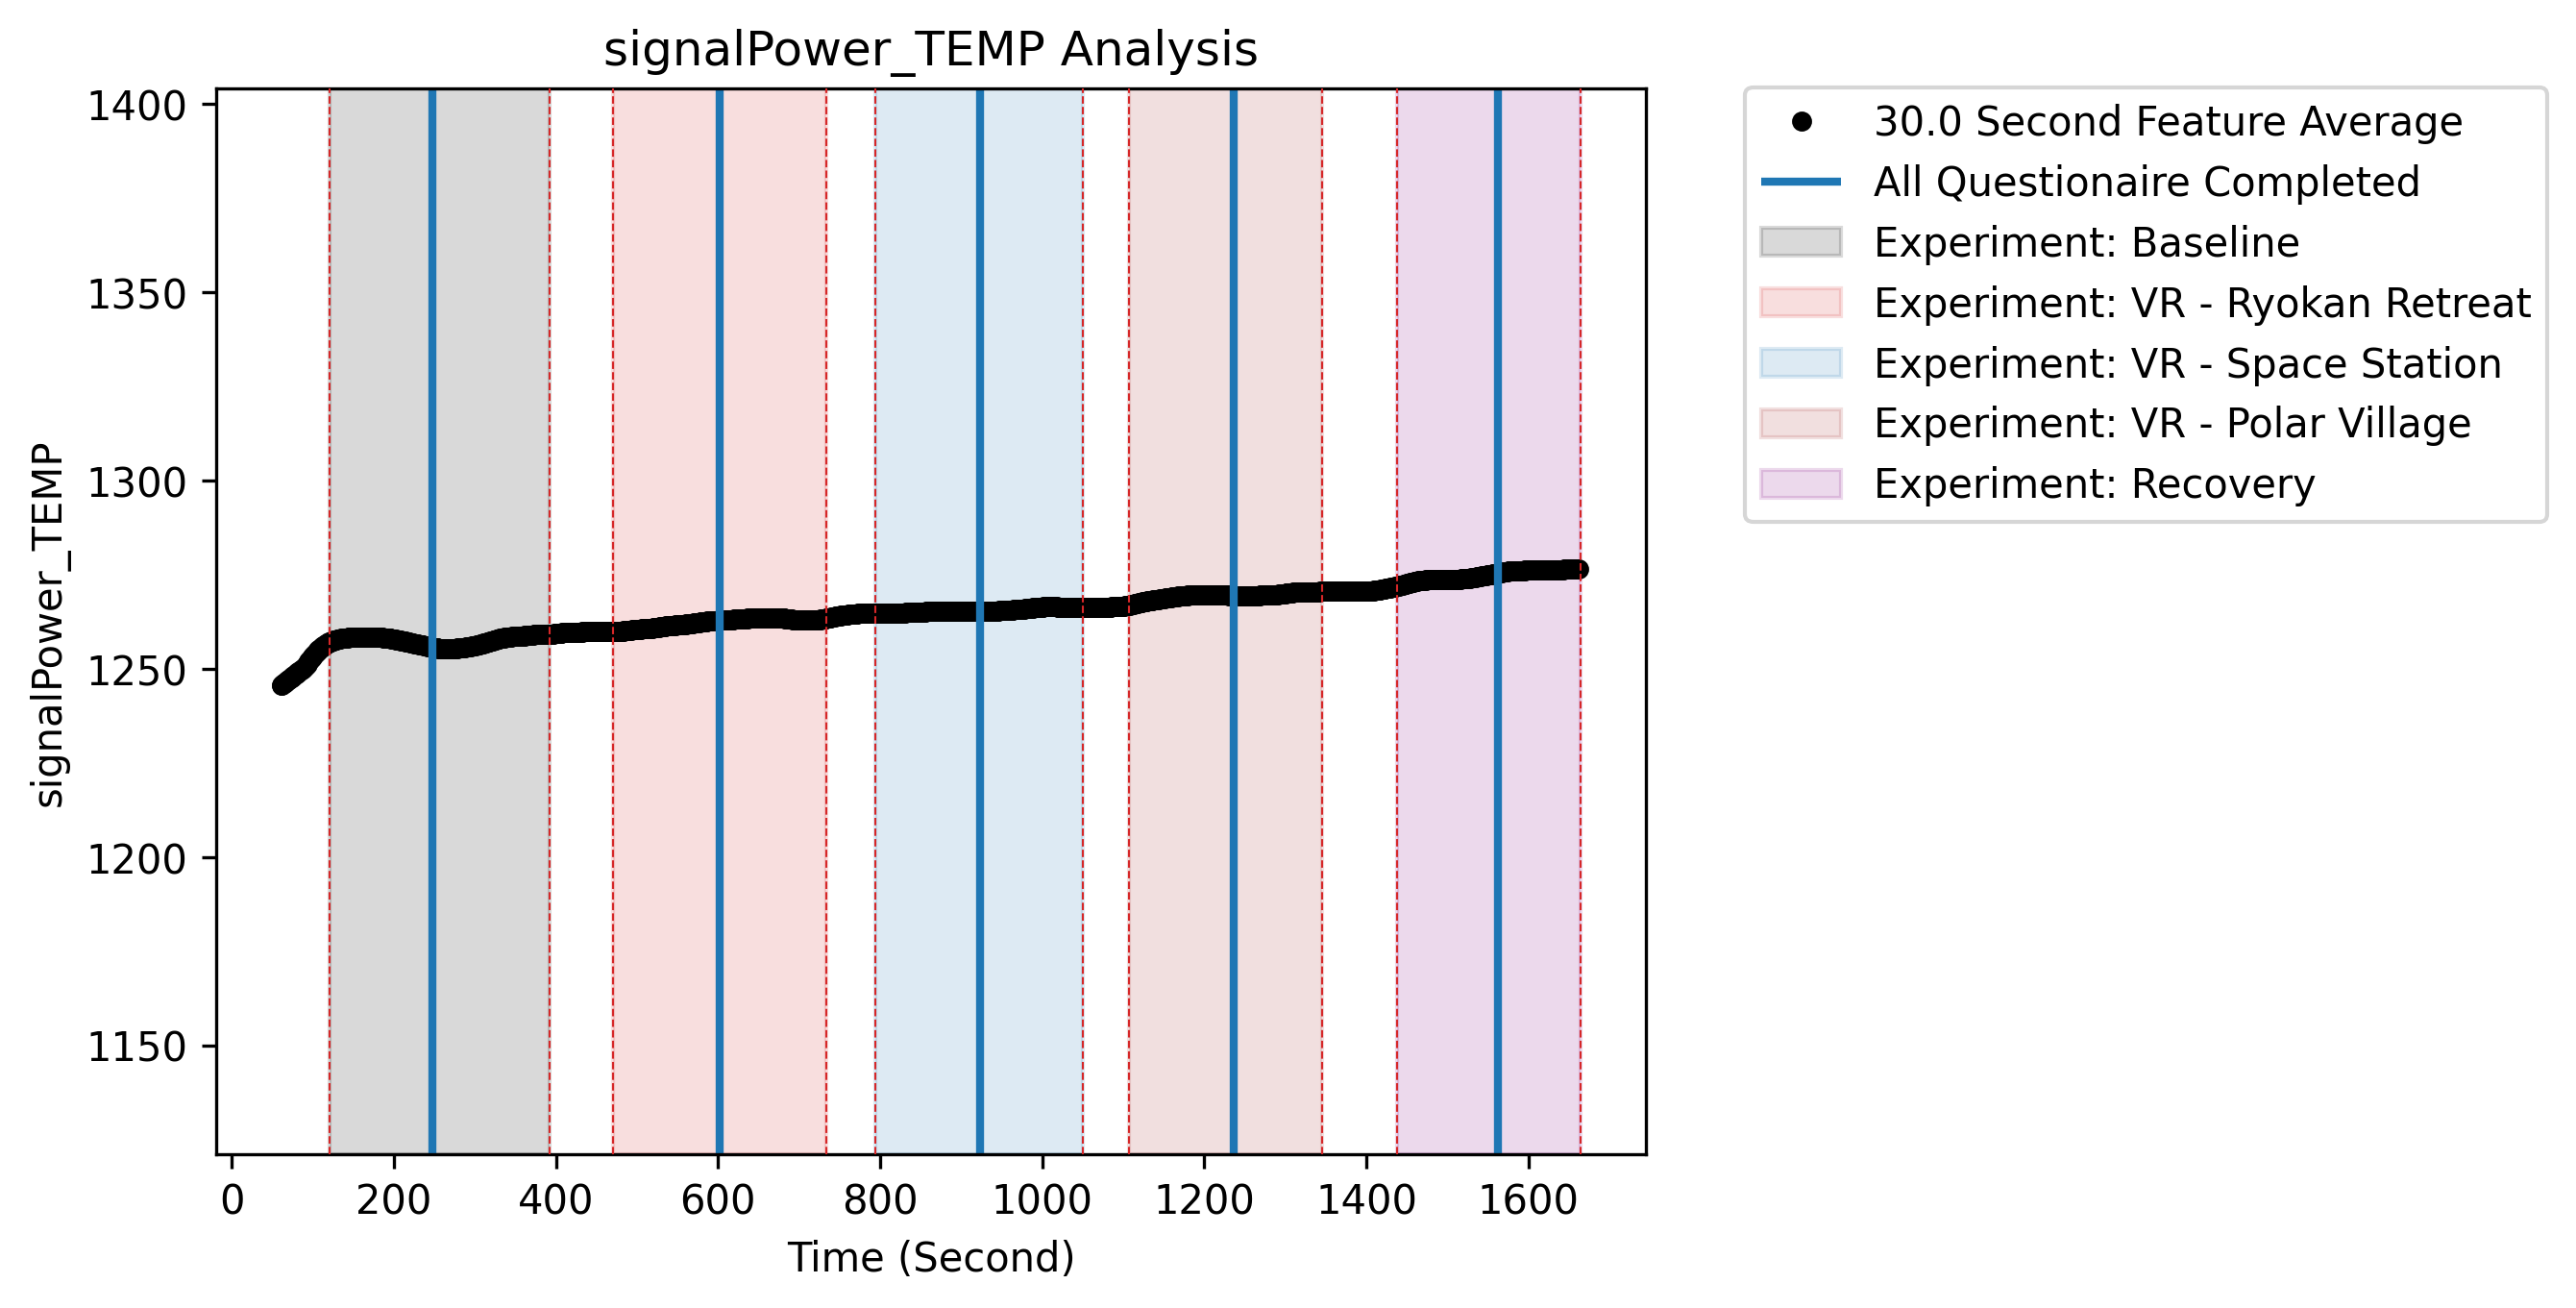 signalPower_TEMP Analysis
signalPower_TEMP
1400
1350
1300
1250
1200
1150
0 200 400 600 800 1000 1200 1400 1600
Time (Second)
30.0 Second Feature Average
All Questionaire Completed
Experiment: Baseline
Experiment: VR - Ryokan Retreat
Experiment: VR - Space Station
Experiment: VR - Polar Village
Experiment: Recovery